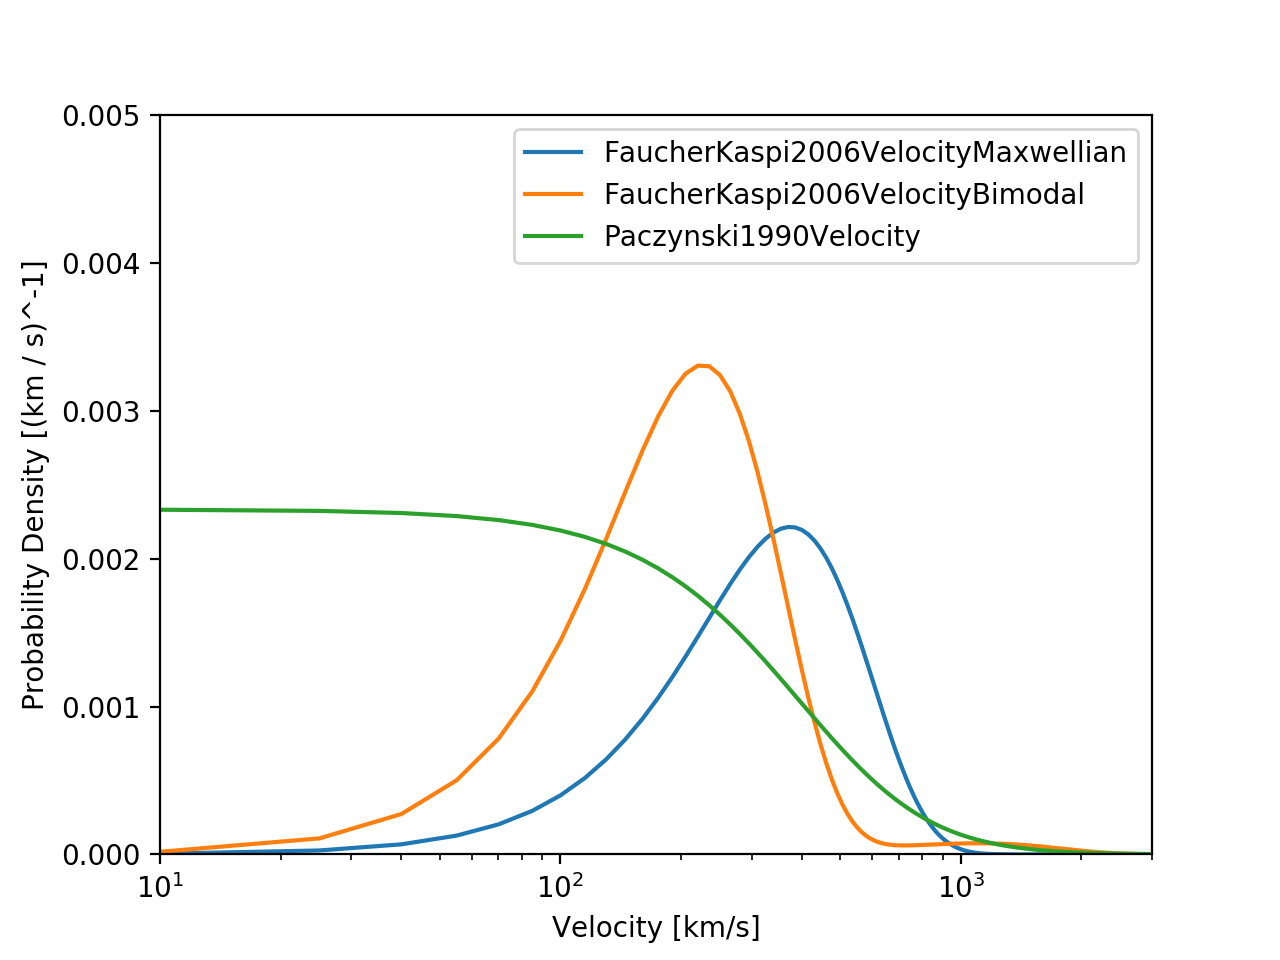 0.005
0.004
0.003
0.002
0.001
0.000
Probability Density [(km / s)^-1]
FaucherKaspi2006VelocityMaxwellian
FaucherKaspi2006VelocityBimodal
Paczynski1990Velocity
10¹ 10² 10³
Velocity [km/s]